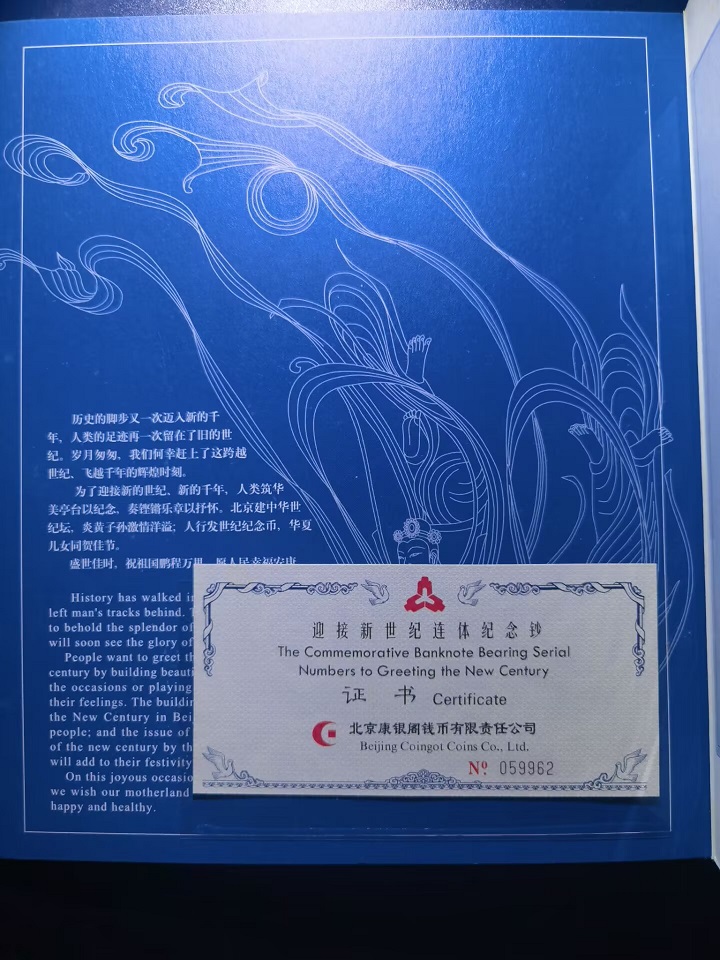 历史的脚步又一次迈入新的千
年，人类的足迹再一次留在了旧的世
纪。岁月匆匆，我们何幸赶上了这跨越
世纪、飞越千年的辉煌时刻。
为了迎接新的世纪，新的千年，人类筑华
美亭台以纪念，奏铿锵乐章以抒怀。北京建中华世
纪坛，炎黄子孙激情洋溢；人行发世纪纪念币，华夏
儿女同贺佳节。
盛世佳时，祝祖国鹏程万里，愿人民幸福安康
History has walked
left man's tracks behind.
to behold the splendor of
will soon see the glory of
People want to greet
century by building
the occasions or playing
their feelings. The
the New Century in
people; and the issue of
of the new century by
will add to their festivity
On this joyous
we wish our motherland
happy and healthy.
迎接新世纪连体纪念钞
The Commemorative Banknote Bearing Serial
Numbers to Greeting the New Century
证书 Certificate
北京康银阁钱币有限责任公司
Beijing Coingot Coins Co., Ltd.
№ 059962